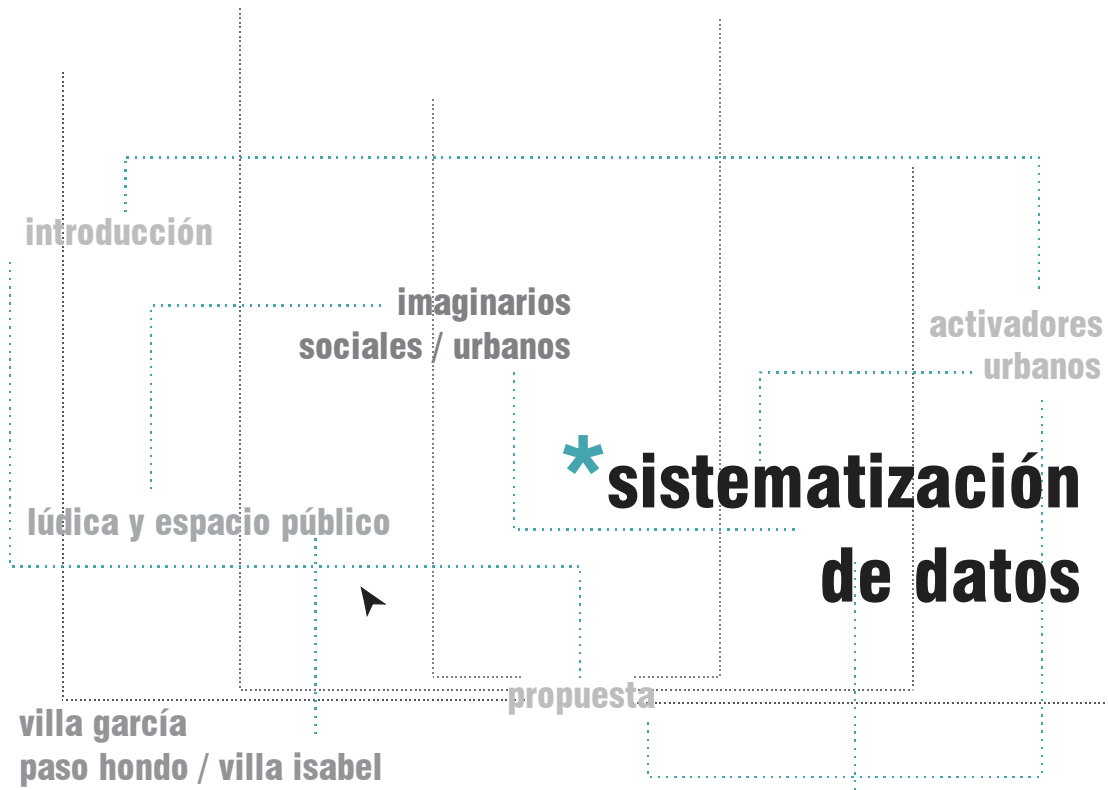 introducción
imaginarios
sociales / urbanos
activadores
urbanos
*sistematización
de datos
lúdica y espacio público
propuesta
villa garcía
paso hondo / villa isabel